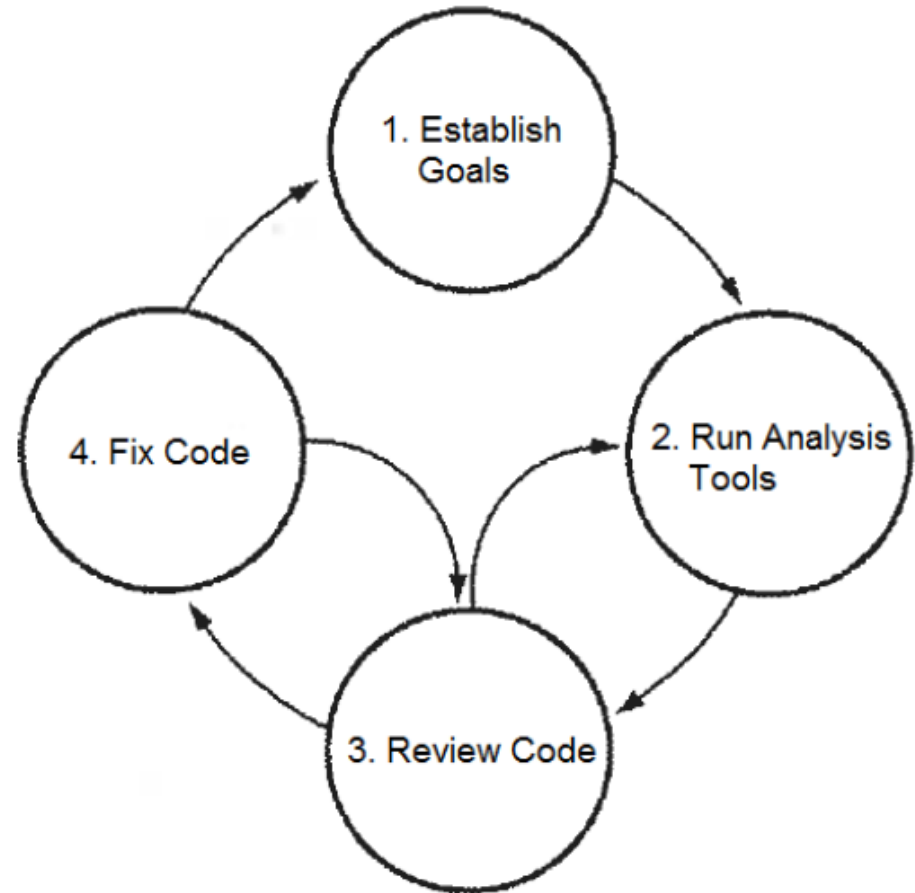 1. Establish
Goals
2. Run Analysis
Tools
3. Review Code
4. Fix Code